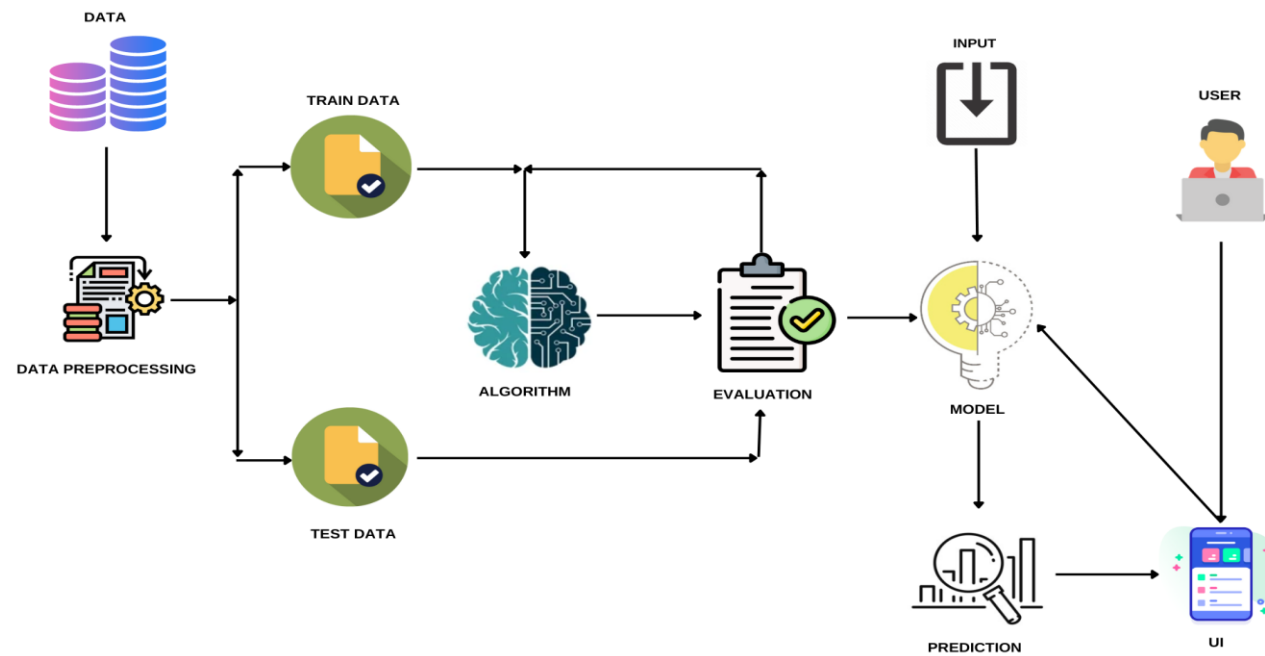 DATA
INPUT
USER
TRAIN DATA
DATA PREPROCESSING
ALGORITHM
EVALUATION
MODEL
TEST DATA
PREDICTION
UI